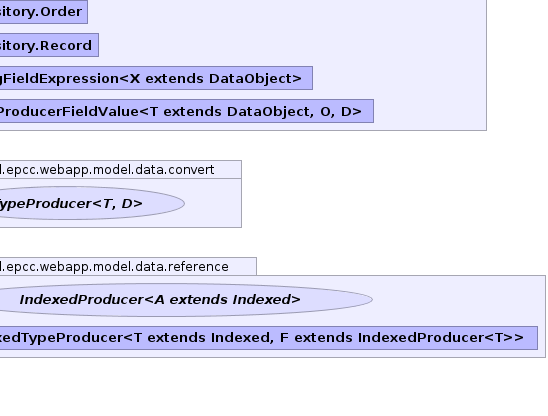 sitory.Order
sitory.Record
gFieldExpression<X extends DataObject>
ProducerFieldValue<T extends DataObject, O, D>
l.epcc.webapp.model.data.convert
ypeProducer<T, D>
l.epcc.webapp.model.data.reference
IndexedProducer<A extends Indexed>
xedTypeProducer<T extends Indexed, F extends IndexedProducer<T>>